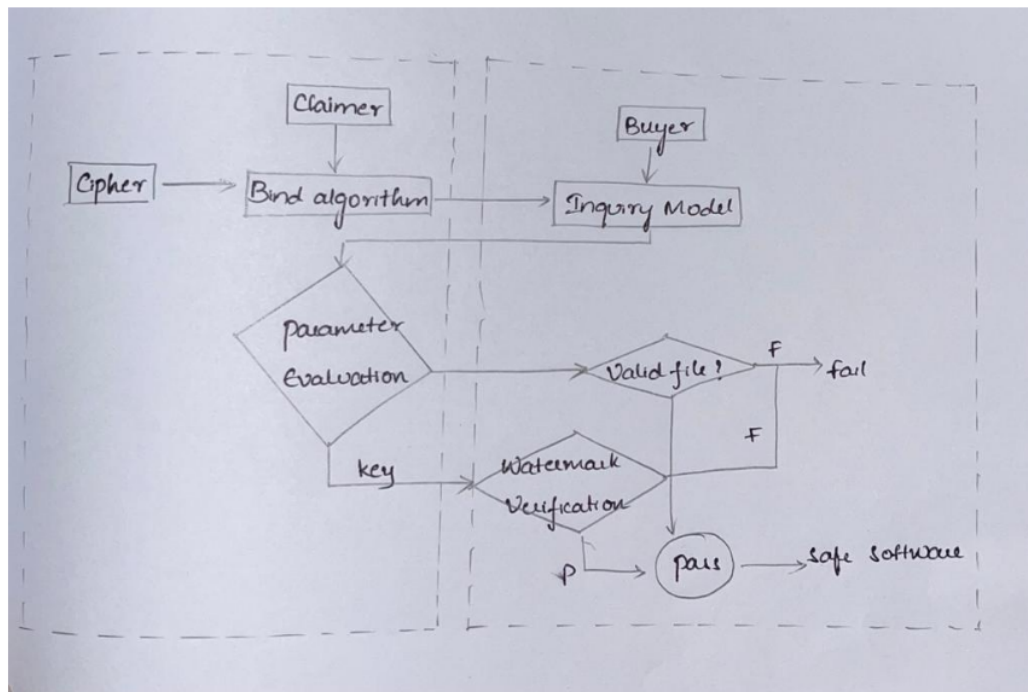 Claimer
Buyer
Cipher
Bind algorithm
Inquiry Model
Parameter
Evaluation
Valid file?
F
fail
F
key
Watermark
Verification
P
pass
safe software